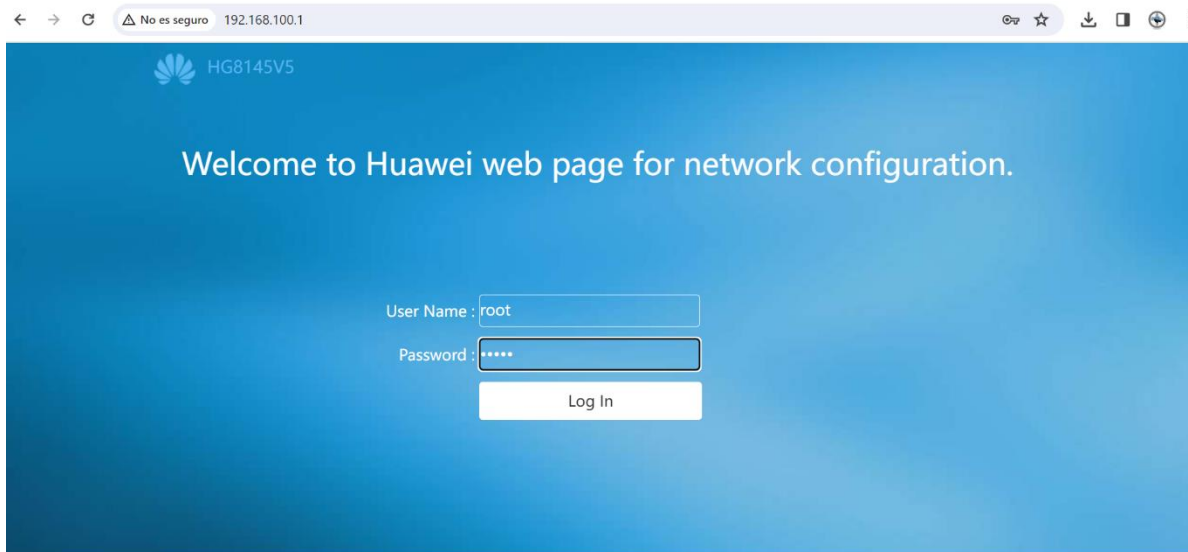 No es seguro 192.168.100.1
HG8145V5
Welcome to Huawei web page for network configuration.
User Name : root
Password : •••••
Log In